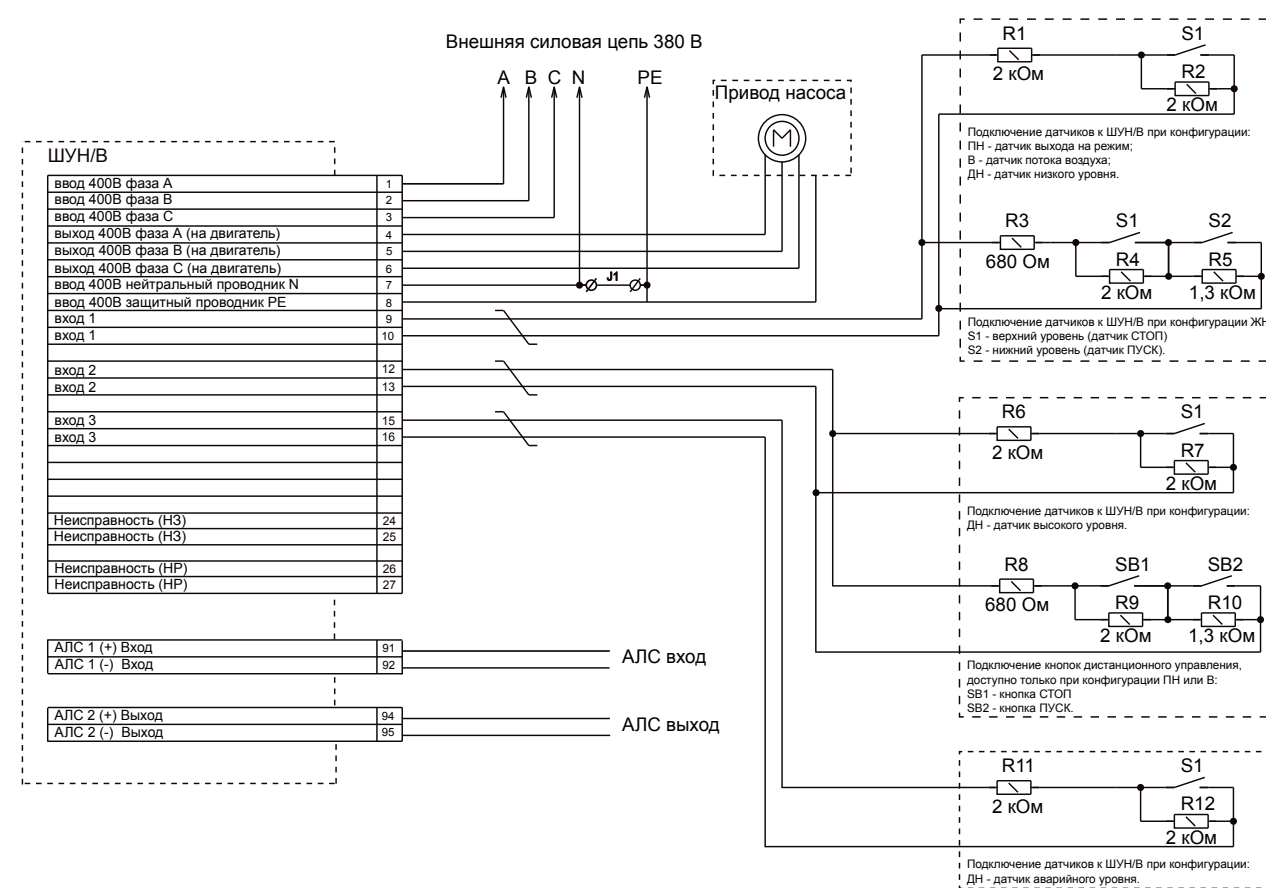 Внешняя силовая цепь 380 В
A B C N PE
Привод насоса
M
ШУН/В
ввод 400В фаза А 1
ввод 400В фаза В 2
ввод 400В фаза С 3
выход 400В фаза А (на двигатель) 4
выход 400В фаза В (на двигатель) 5
выход 400В фаза С (на двигатель) 6
ввод 400В нейтральный проводник N 7
ввод 400В защитный проводник PE 8
вход 1 9
вход 1 10
вход 2 12
вход 2 13
вход 3 15
вход 3 16
Неисправность (НЗ) 24
Неисправность (НЗ) 25
Неисправность (НР) 26
Неисправность (НР) 27
J1
АЛС 1 (+) Вход 91
АЛС 1 (-) Вход 92
АЛС вход
АЛС 2 (+) Выход 94
АЛС 2 (-) Выход 95
АЛС выход
R1 S1
2 кОм R2
2 кОм
Подключение датчиков к ШУН/В при конфигурации:
ПН - датчик выхода на режим;
В - датчик потока воздуха;
ДН - датчик низкого уровня.
R3 S1 S2
680 Ом R4 R5
2 кОм 1,3 кОм
Подключение датчиков к ШУН/В при конфигурации ЖН
S1 - верхний уровень (датчик СТОП)
S2 - нижний уровень (датчик ПУСК).
R6 S1
2 кОм R7
2 кОм
Подключение датчиков к ШУН/В при конфигурации:
ДН - датчик высокого уровня.
R8 SB1 SB2
680 Ом R9 R10
2 кОм 1,3 кОм
Подключение кнопок дистанционного управления,
доступно только при конфигурации ПН или В:
SB1 - кнопка СТОП
SB2 - кнопка ПУСК.
R11 S1
2 кОм R12
2 кОм
Подключение датчиков к ШУН/В при конфигурации:
ДН - датчик аварийного уровня.